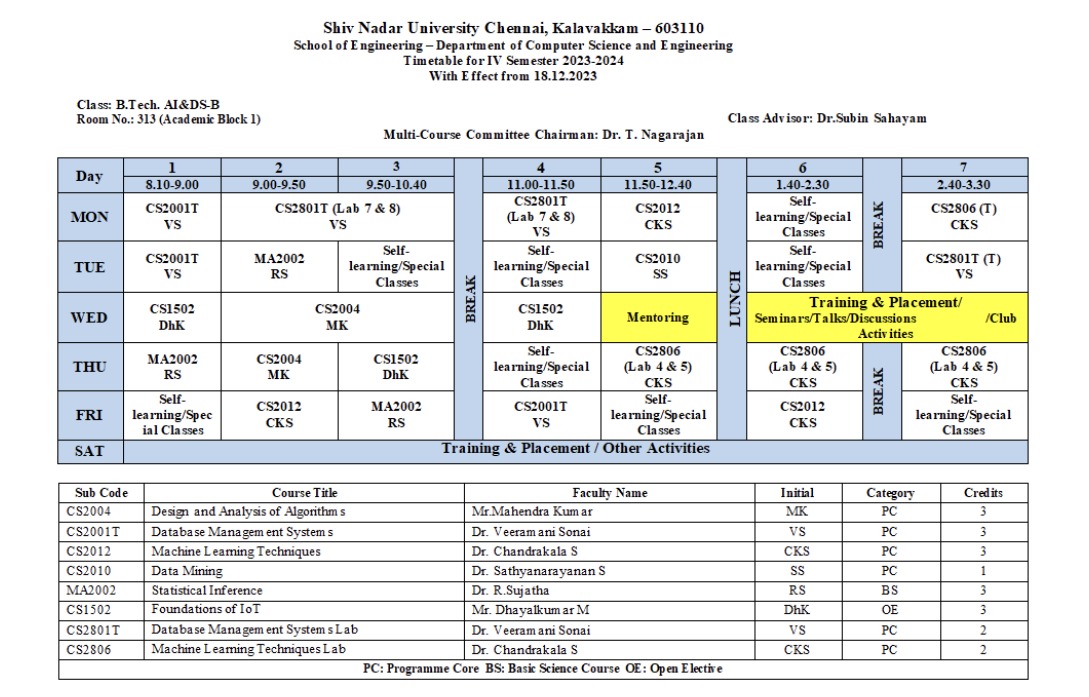 Shiv Nadar University Chennai, Kalavakkam – 603110
School of Engineering – Department of Computer Science and Engineering
Timetable for IV Semester 2023-2024
With Effect from 18.12.2023
Class: B.Tech. AI&DS-B
Room No.: 313 (Academic Block 1)
Class Advisor: Dr.Subin Sahayam
Multi-Course Committee Chairman: Dr. T. Nagarajan
Day 1 2 3 BREAK 4 5 LUNCH 6 BREAK 7
8.10-9.00 9.00-9.50 9.50-10.40 11.00-11.50 11.50-12.40 1.40-2.30 2.40-3.30
MON
CS2001T
VS
CS2801T (Lab 7 & 8)
VS
CS2801T
(Lab 7 & 8)
VS
CS2012
CKS
Self-
learning/Special
Classes
CS2806 (T)
CKS
TUE
CS2001T
VS
MA2002
RS
Self-
learning/Special
Classes
Self-
learning/Special
Classes
CS2010
SS
Self-
learning/Special
Classes
CS2801T (T)
VS
WED
CS1502
DhK
CS2004
MK
CS1502
DhK
Mentoring
Training & Placement/
Seminars/Talks/Discussions /Club
Activities
THU
MA2002
RS
CS2004
MK
CS1502
DhK
Self-
learning/Special
Classes
CS2806
(Lab 4 & 5)
CKS
CS2806
(Lab 4 & 5)
CKS
BREAK
CS2806
(Lab 4 & 5)
CKS
FRI
Self-
learning/Spec
ial Classes
CS2012
CKS
MA2002
RS
CS2001T
VS
Self-
learning/Special
Classes
CS2012
CKS
Self-
learning/Special
Classes
SAT
Training & Placement / Other Activities
Sub Code Course Title Faculty Name Initial Category Credits
CS2004 Design and Analysis of Algorithms Mr.Mahendra Kumar MK PC 3
CS2001T Database Management Systems Dr. Veeramani Sonai VS PC 3
CS2012 Machine Learning Techniques Dr. Chandrakala S CKS PC 3
CS2010 Data Mining Dr. Sathyanarayanan S SS PC 1
MA2002 Statistical Inference Dr. R.Sujatha RS BS 3
CS1502 Foundations of IoT Mr. Dhayalkumar M DhK OE 3
CS2801T Database Management Systems Lab Dr. Veeramani Sonai VS PC 2
CS2806 Machine Learning Techniques Lab Dr. Chandrakala S CKS PC 2
PC: Programme Core BS: Basic Science Course OE: Open Elective